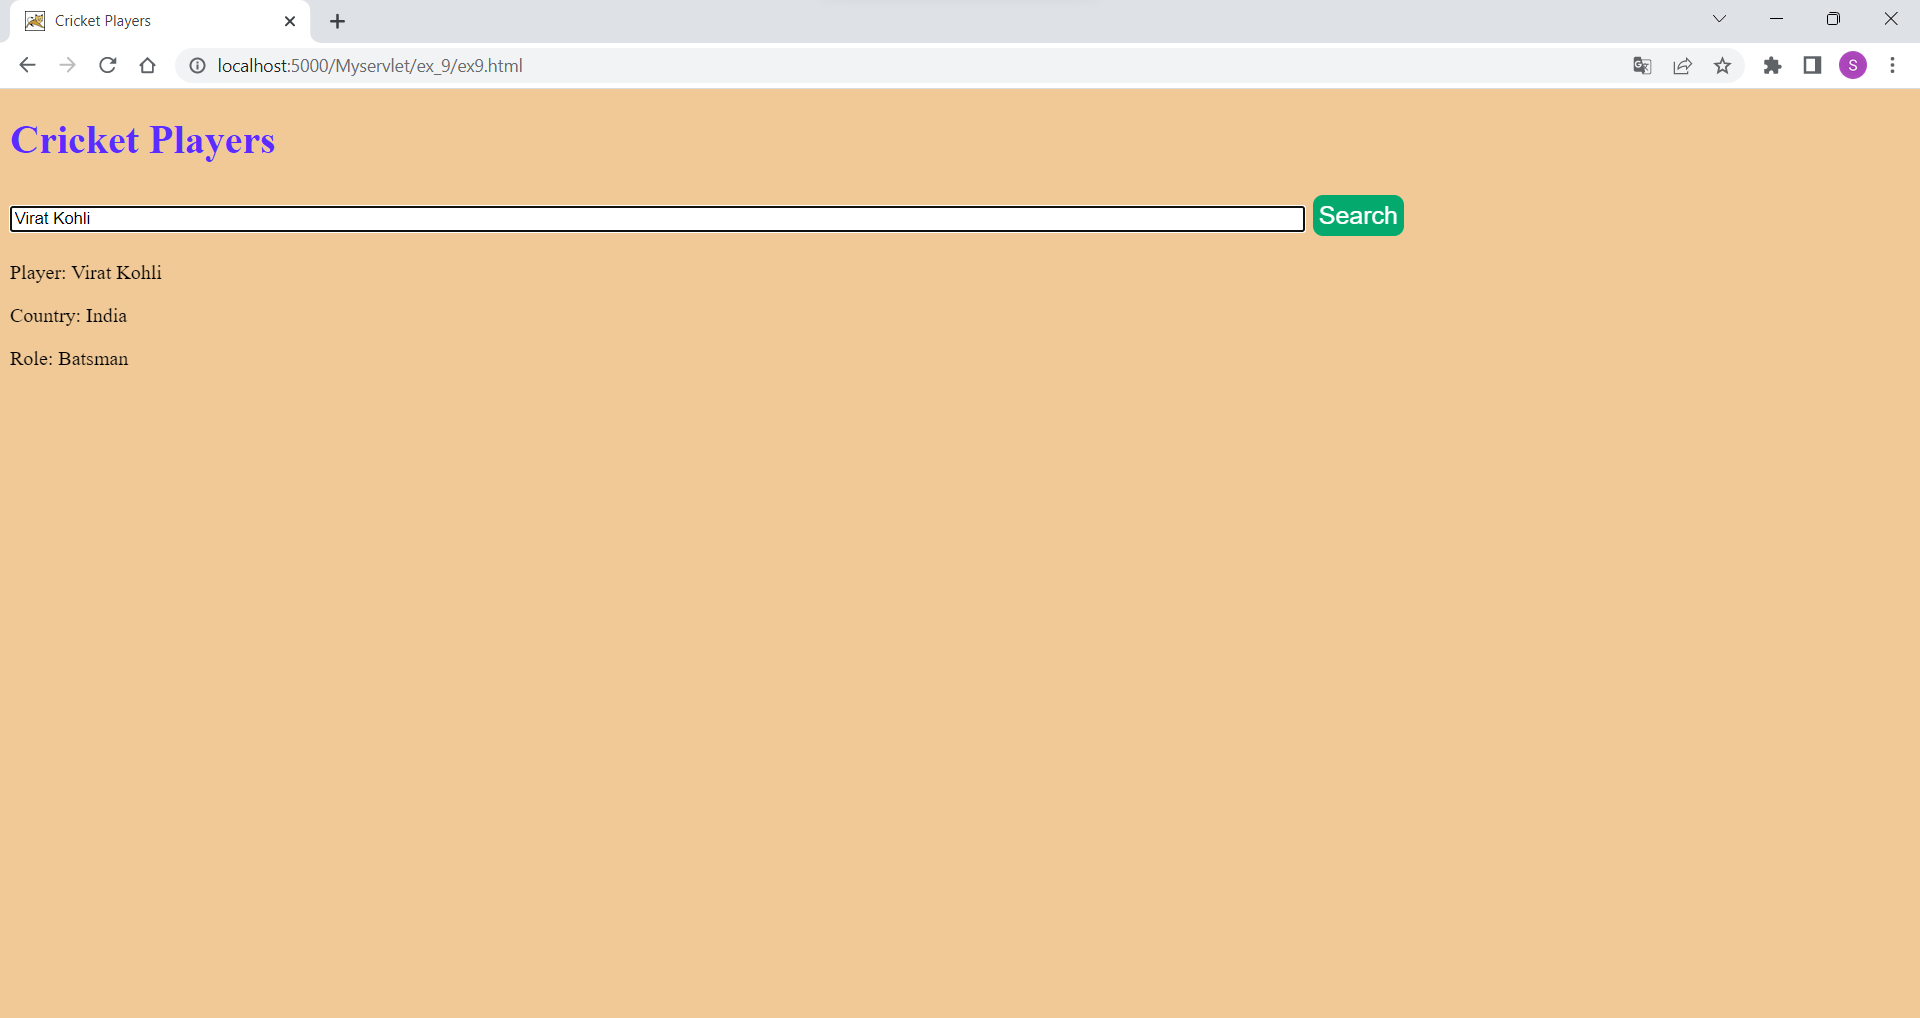 Cricket Players
localhost:5000/Myservlet/ex_9/ex9.html
S
Cricket Players
Virat Kohli
Search
Player: Virat Kohli
Country: India
Role: Batsman